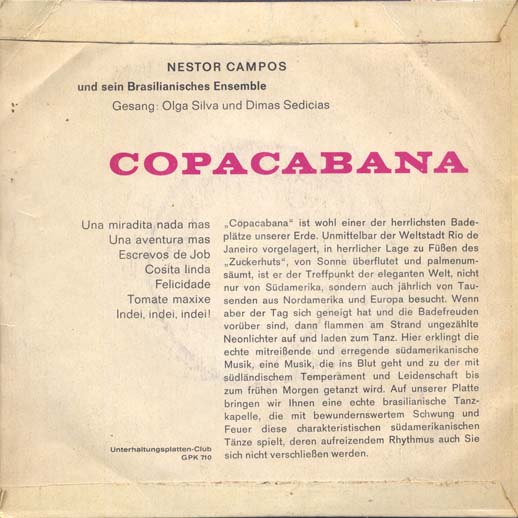 NESTOR CAMPOS
und sein Brasilianisches Ensemble
Gesang: Olga Silva und Dimas Sedicias
COPACABANA
Una miradita nada mas
Una aventura mas
Escrevos de Job
Cosita linda
Felicidade
Tomate maxixe
Indei, indei, indei!
„Copacabana“ ist wohl einer der herrlichsten Bade-
plätze unserer Erde. Unmittelbar der Weltstadt Rio de
Janeiro vorgelagert, in herrlicher Lage zu Füßen des
„Zuckerhuts“, von Sonne überflutet und palmenum-
säumt, ist er der Treffpunkt der eleganten Welt, nicht
nur von Südamerika, sondern auch jährlich von Tau-
senden aus Nordamerika und Europa besucht. Wenn
aber der Tag sich geneigt hat und die Badefreuden
vorüber sind, dann flammen am Strand ungezählte
Neonlichter auf und laden zum Tanz. Hier erklingt die
echte mitreißende und erregende südamerikanische
Musik, eine Musik, die ins Blut geht und zu der mit
südländischem Temperament und Leidenschaft bis
zum frühen Morgen getanzt wird. Auf unserer Platte
bringen wir Ihnen eine echte brasilianische Tanz-
kapelle, die mit bewundernswertem Schwung und
Feuer diese charakteristischen südamerikanischen
Tänze spielt, deren aufreizendem Rhythmus auch Sie
sich nicht verschließen werden.
Unterhaltungsplatten-Club
GPK 710